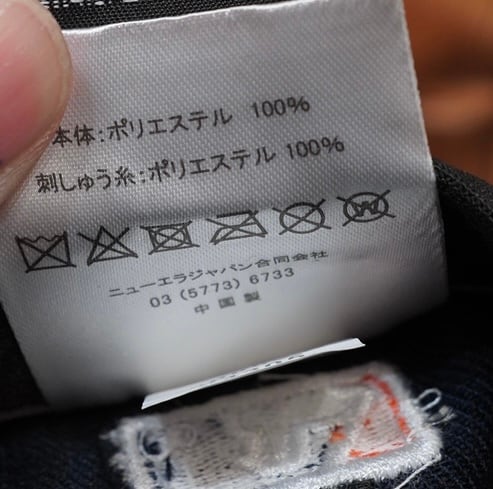 本体:ポリエステル 100%
刺しゅう糸:ポリエステル 100%
W
ニューエラジャパン合同会社
03 (5773) 6733
中国製